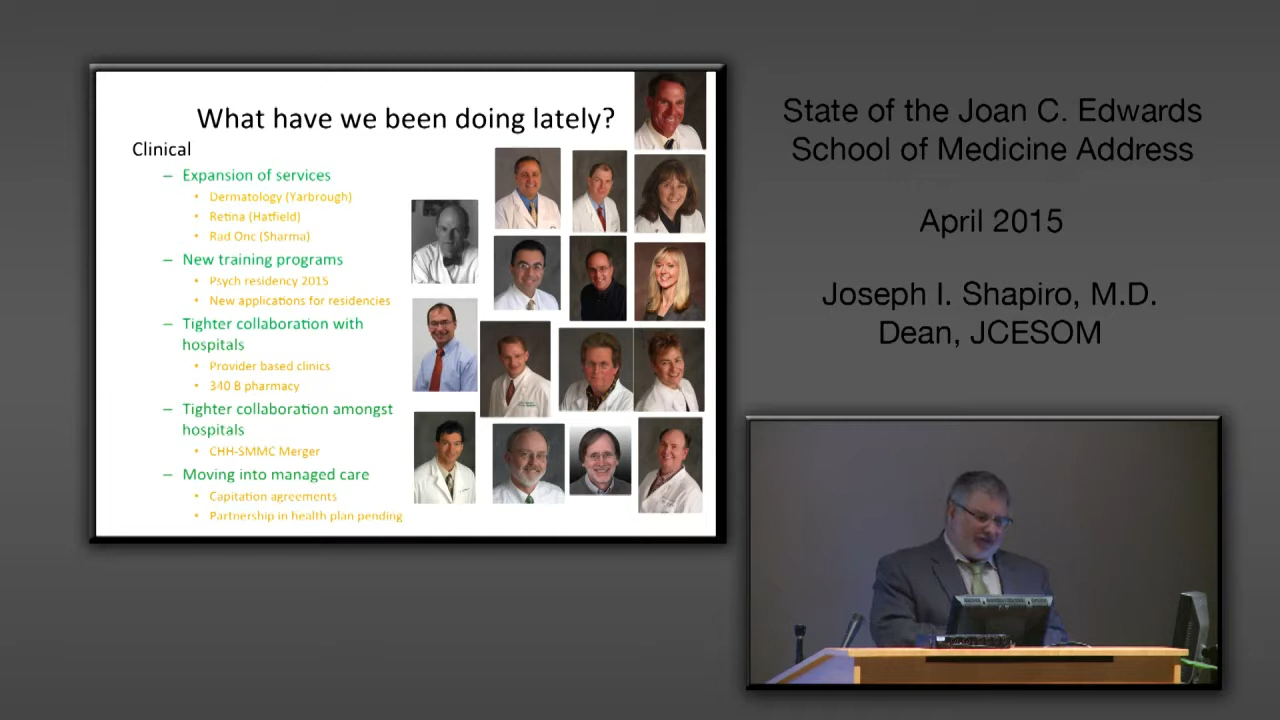 What have we been doing lately?
Clinical
– Expansion of services
• Dermatology (Yarbrough)
• Retina (Hatfield)
• Rad Onc (Sharma)
– New training programs
• Psych residency 2015
• New applications for residencies
– Tighter collaboration with
hospitals
• Provider based clinics
• 340 B pharmacy
– Tighter collaboration amongst
hospitals
• CHH-SMMC Merger
– Moving into managed care
• Capitation agreements
• Partnership in health plan pending
State of the Joan C. Edwards
School of Medicine Address
April 2015
Joseph I. Shapiro, M.D.
Dean, JCESOM